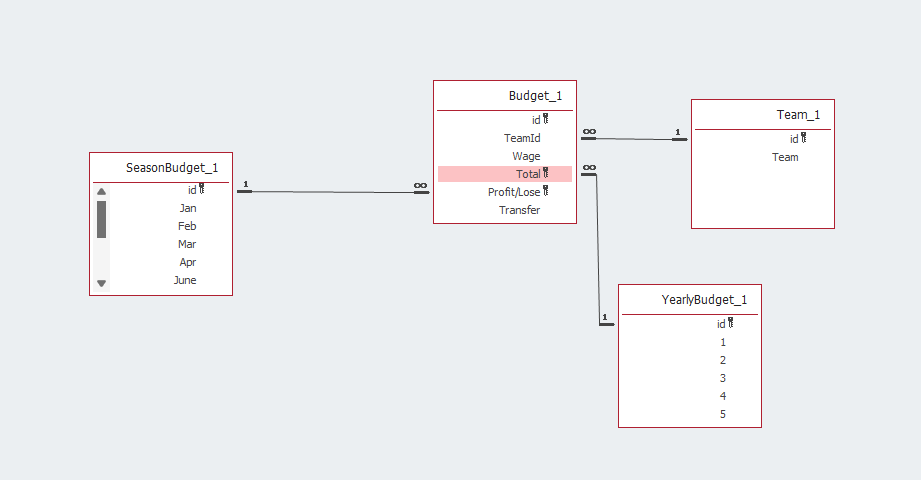 SeasonBudget_1
id
Jan
Feb
Mar
Apr
June
1
∞
Budget_1
id
TeamId
Wage
Total
Profit/Lose
Transfer
∞
1
∞
1
Team_1
id
Team
YearlyBudget_1
id
1
2
3
4
5